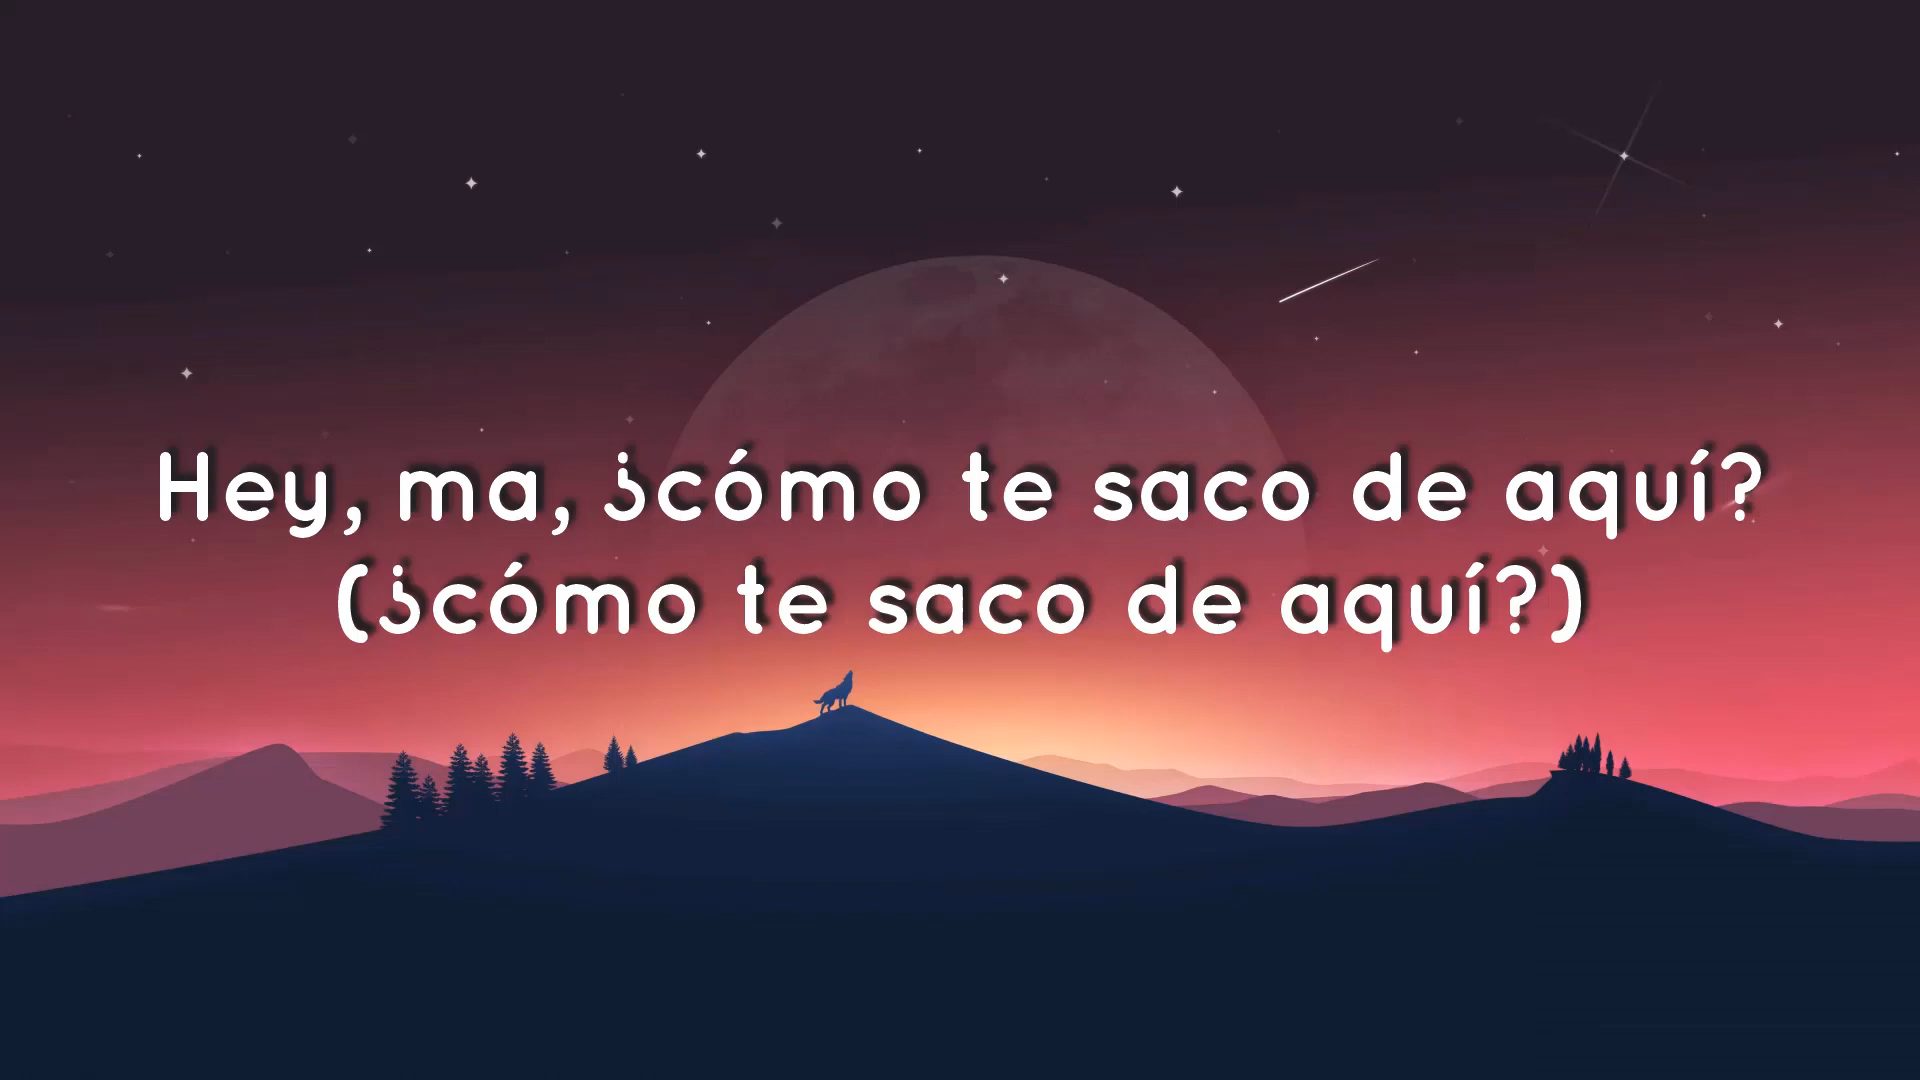 Hey, ma, ¿cómo te saco de aquí?
(¿cómo te saco de aquí?)